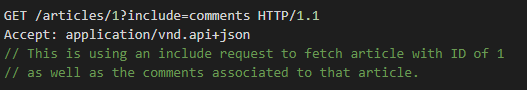 GET /articles/1?include=comments HTTP/1.1
Accept: application/vnd.api+json
// This is using an include request to fetch article with ID of 1
// as well as the comments associated to that article.